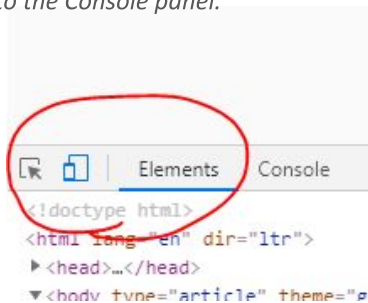 to the Console panel.
Elements Console
<!doctype html>
<html lang="en" dir="ltr">
▶<head>…</head>
▼<body type="article" theme="g